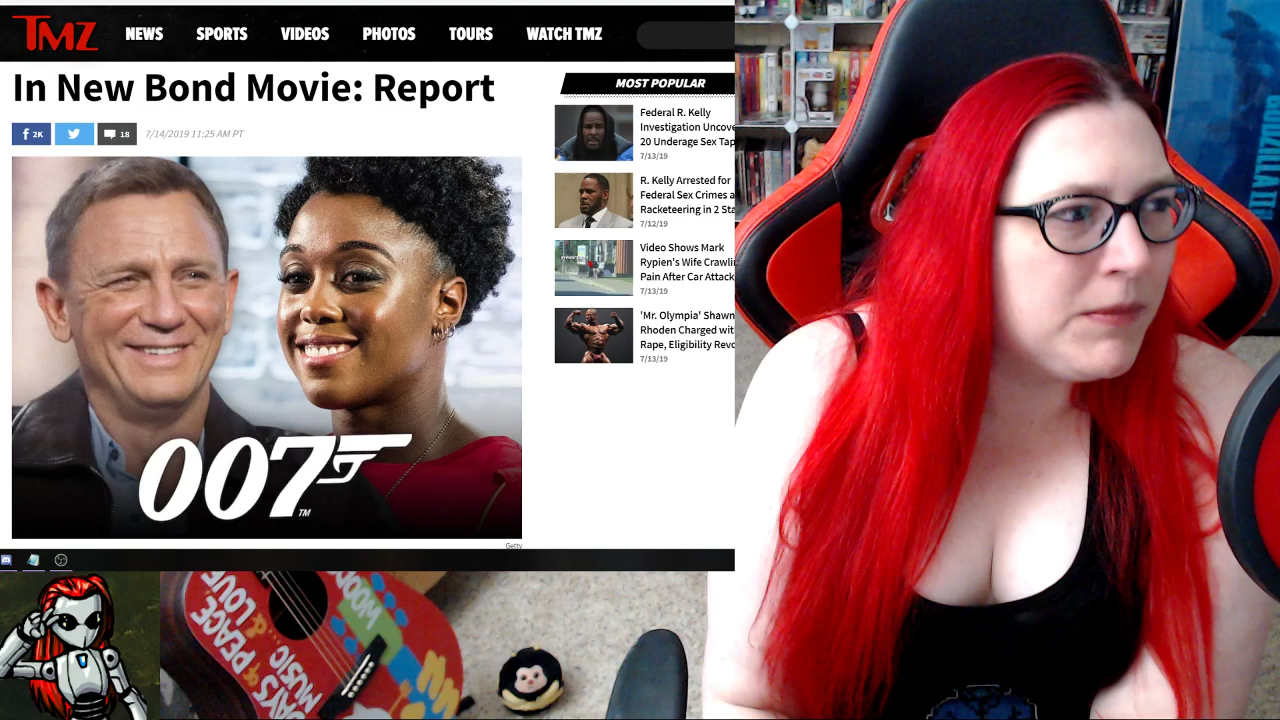 TMZ
NEWS SPORTS VIDEOS PHOTOS TOURS WATCH TMZ
In New Bond Movie: Report
2K
18
7/14/2019 11:25 AM PT
007
TM
Getty
MOST POPULAR
Federal R. Kelly
Investigation Uncove
20 Underage Sex Tap
7/13/19
R. Kelly Arrested for
Federal Sex Crimes a
Racketeering in 2 Sta
7/12/19
Video Shows Mark
Rypien's Wife Crawli
Pain After Car Attack
7/13/19
'Mr. Olympia' Shawn
Rhoden Charged wit
Rape, Eligibility Revo
7/13/19
PEACE
& LOVE
DAYS of
MUSIC
WOOD